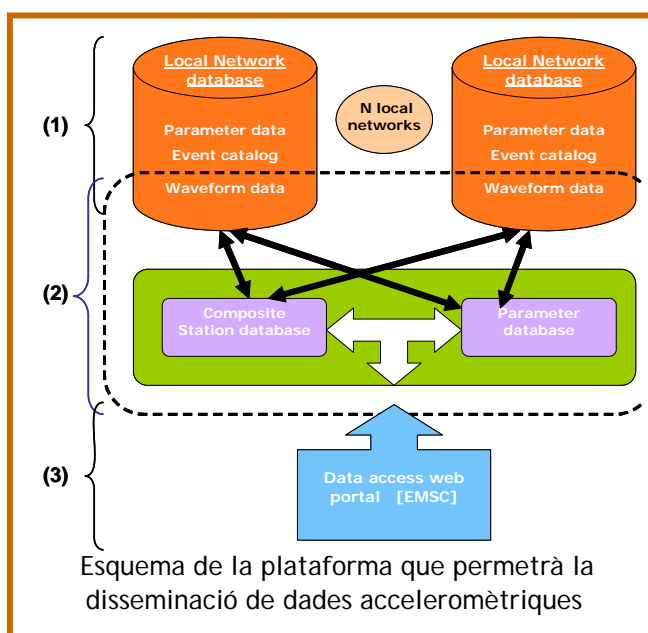 Local Network
database
Parameter data
Event catalog
Waveform data
N local
networks
Local Network
database
Parameter data
Event catalog
Waveform data
(1)
(2)
Composite
Station database
Parameter
database
(3)
Data access web
portal [EMSC]
Esquema de la plataforma que permetrà la
disseminació de dades acceleromètriques